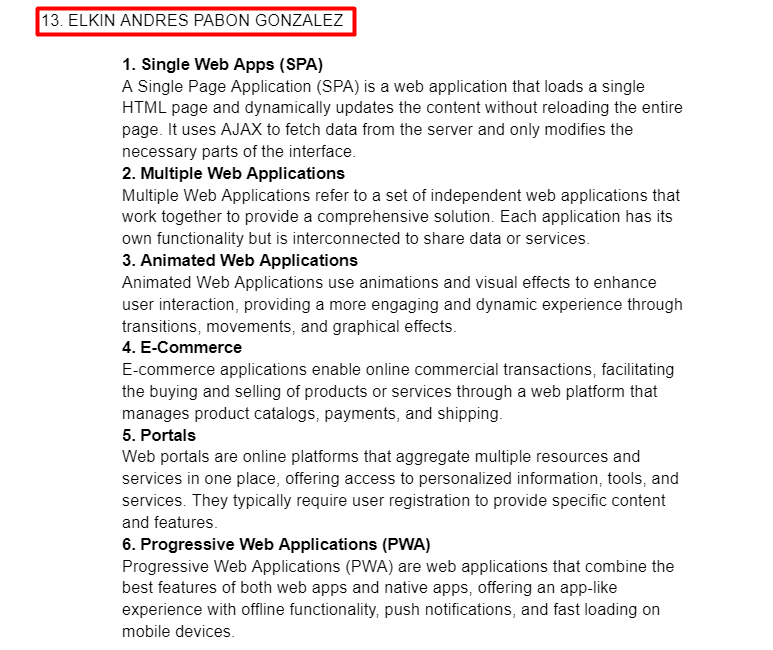 13. ELKIN ANDRES PABON GONZALEZ
1. Single Web Apps (SPA)
A Single Page Application (SPA) is a web application that loads a single
HTML page and dynamically updates the content without reloading the entire
page. It uses AJAX to fetch data from the server and only modifies the
necessary parts of the interface.
2. Multiple Web Applications
Multiple Web Applications refer to a set of independent web applications that
work together to provide a comprehensive solution. Each application has its
own functionality but is interconnected to share data or services.
3. Animated Web Applications
Animated Web Applications use animations and visual effects to enhance
user interaction, providing a more engaging and dynamic experience through
transitions, movements, and graphical effects.
4. E-Commerce
E-commerce applications enable online commercial transactions, facilitating
the buying and selling of products or services through a web platform that
manages product catalogs, payments, and shipping.
5. Portals
Web portals are online platforms that aggregate multiple resources and
services in one place, offering access to personalized information, tools, and
services. They typically require user registration to provide specific content
and features.
6. Progressive Web Applications (PWA)
Progressive Web Applications (PWA) are web applications that combine the
best features of both web apps and native apps, offering an app-like
experience with offline functionality, push notifications, and fast loading on
mobile devices.